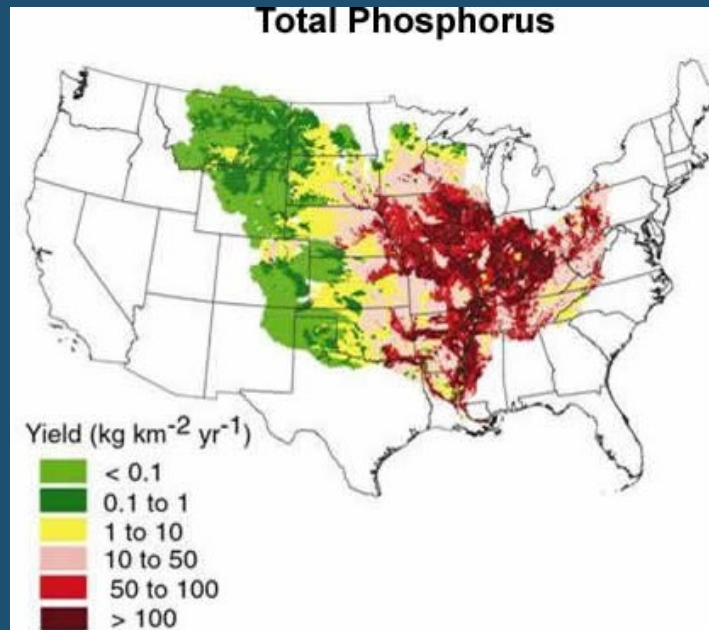 Total Phosphorus
Yield (kg km⁻² yr⁻¹)
< 0.1
0.1 to 1
1 to 10
10 to 50
50 to 100
> 100